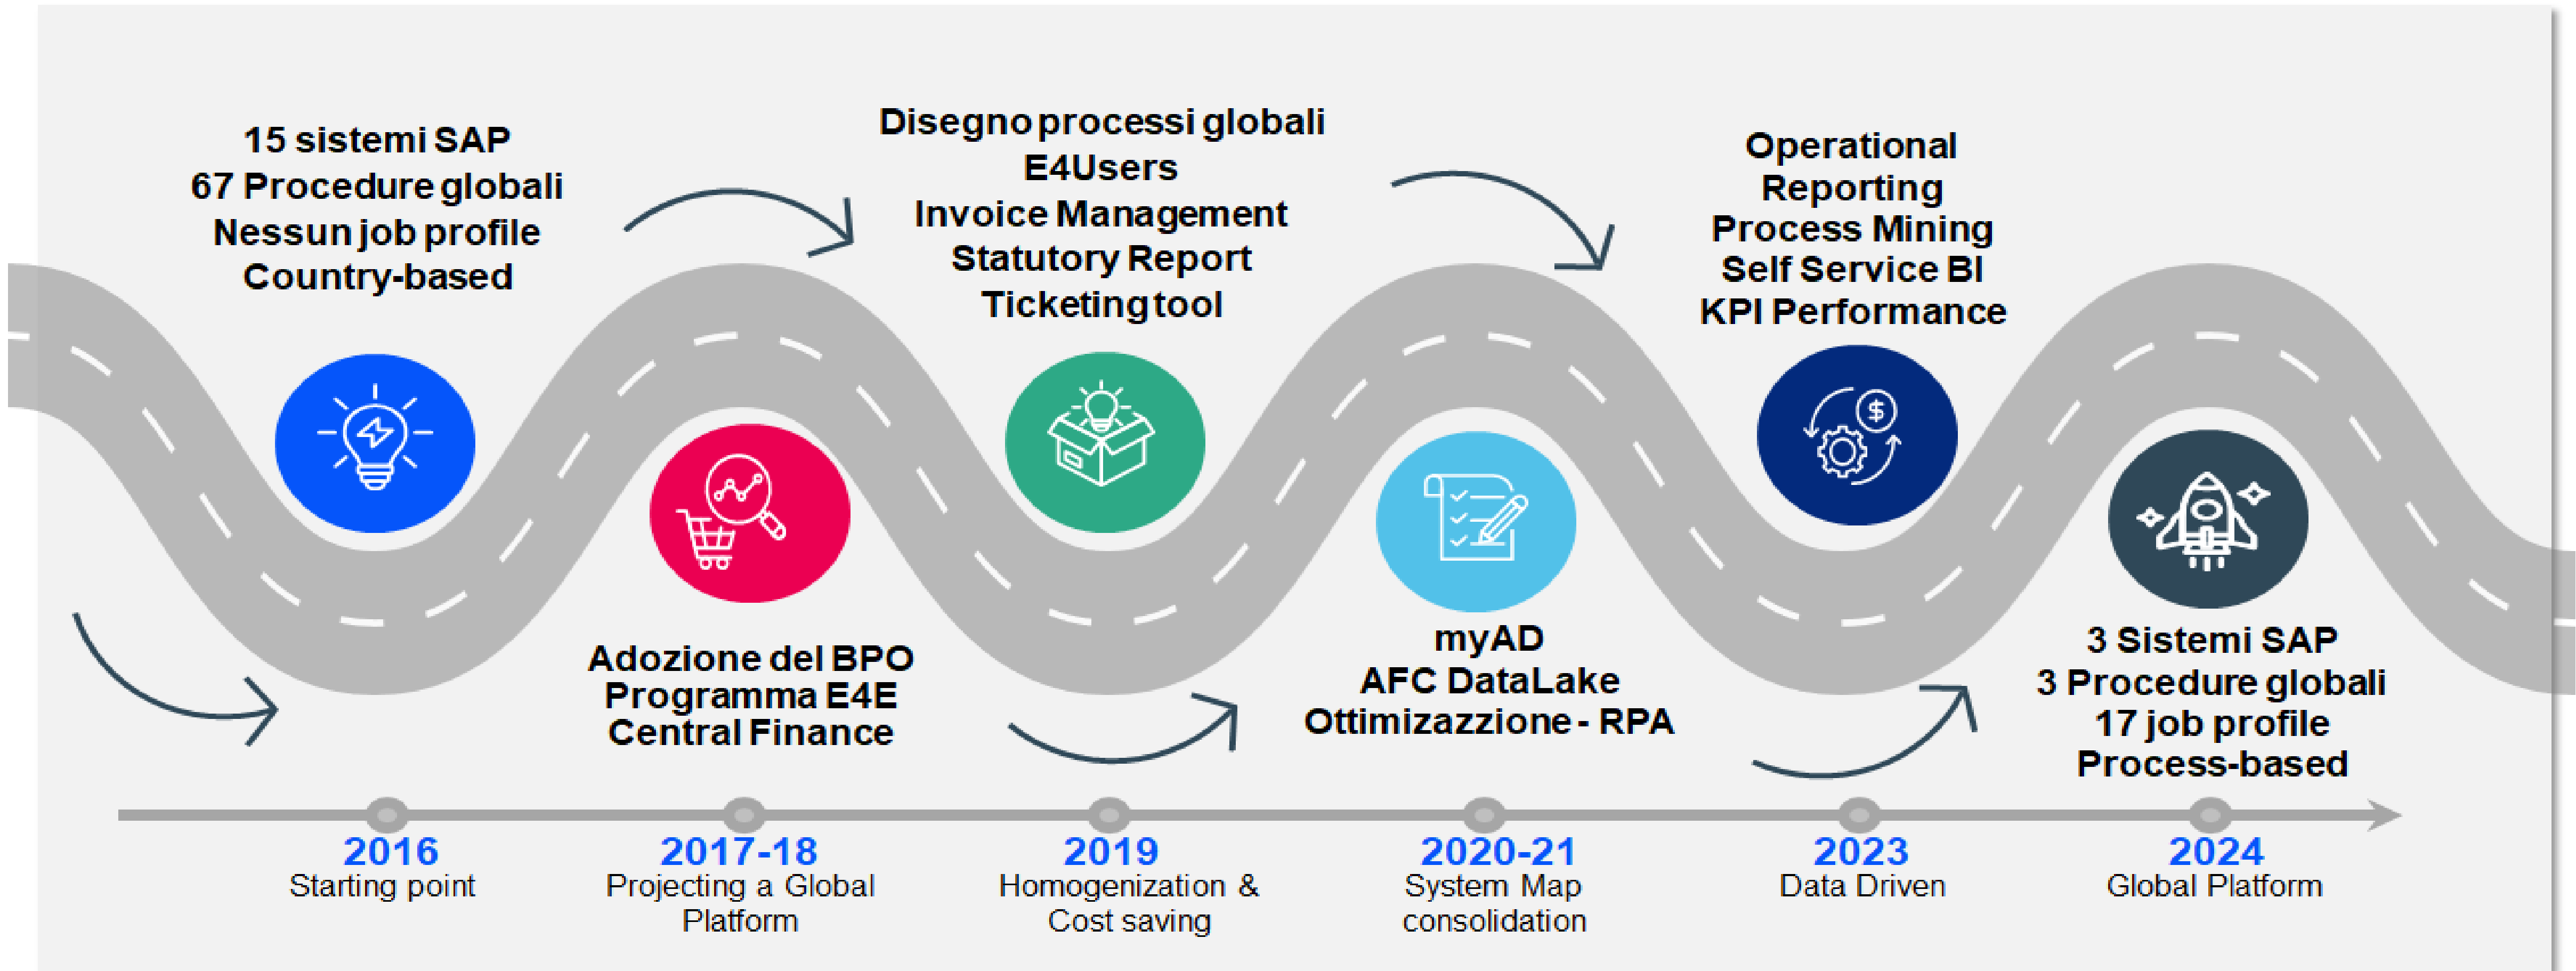 15 sistemi SAP
67 Procedure globali
Nessun job profile
Country-based
Adozione del BPO
Programma E4E
Central Finance
Disegno processi globali
E4Users
Invoice Management
Statutory Report
Ticketing tool
myAD
AFC DataLake
Ottimizazzione - RPA
Operational
Reporting
Process Mining
Self Service BI
KPI Performance
$
3 Sistemi SAP
3 Procedure globali
17 job profile
Process-based
2016
Starting point
2017-18
Projecting a Global
Platform
2019
Homogenization &
Cost saving
2020-21
System Map
consolidation
2023
Data Driven
2024
Global Platform